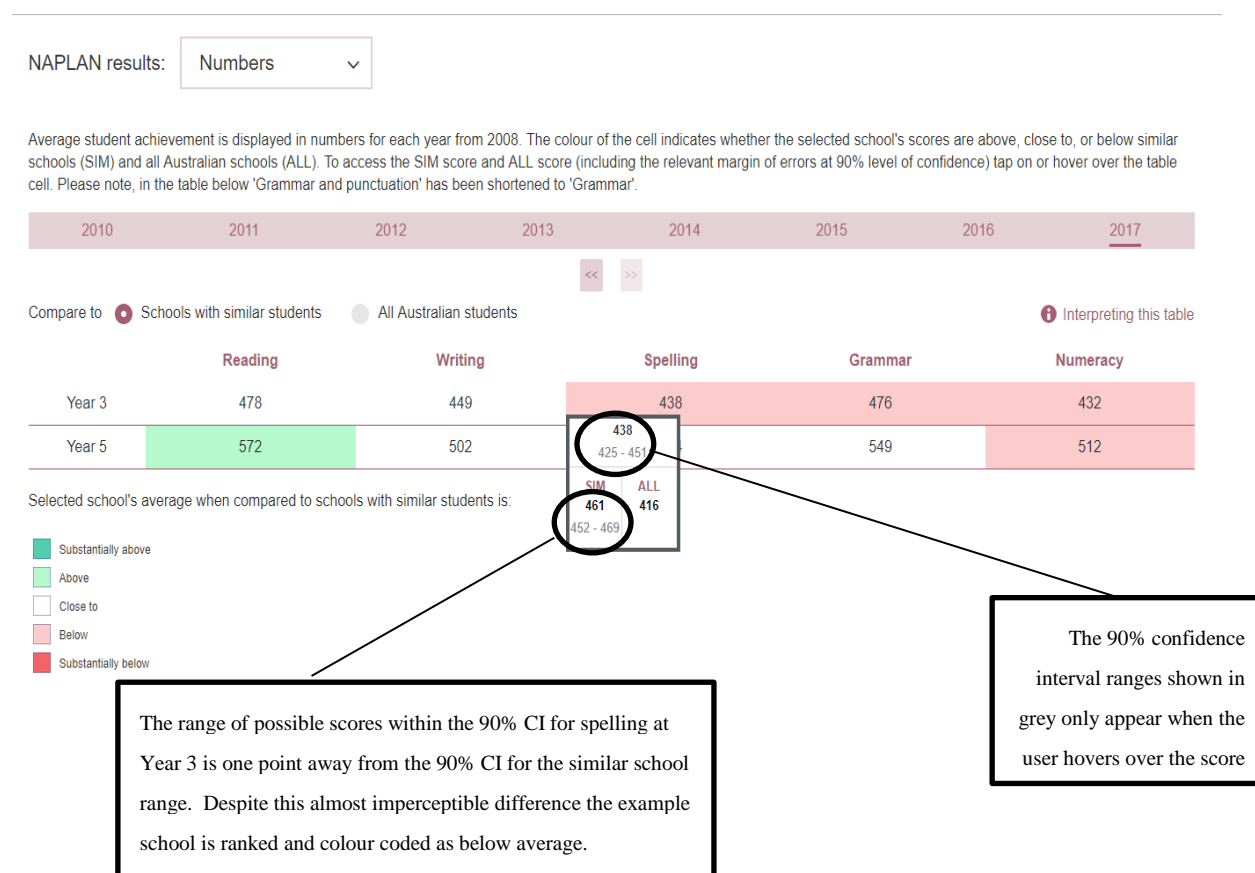 NAPLAN results: Numbers
Average student achievement is displayed in numbers for each year from 2008. The colour of the cell indicates whether the selected school's scores are above, close to, or below similar
schools (SIM) and all Australian schools (ALL). To access the SIM score and ALL score (including the relevant margin of errors at 90% level of confidence) tap on or hover over the table
cell. Please note, in the table below 'Grammar and punctuation' has been shortened to 'Grammar'.
2010 2011 2012 2013 2014 2015 2016 2017
<< >>
Compare to Schools with similar students All Australian students Interpreting this table
Reading Writing Spelling Grammar Numeracy
Year 3 478 449 438 476 432
Year 5 572 502 549 512
438
425 - 451
SIM ALL
461 416
452 - 469
Selected school's average when compared to schools with similar students is:
Substantially above
Above
Close to
Below
Substantially below
The 90% confidence
interval ranges shown in
grey only appear when the
user hovers over the score
The range of possible scores within the 90% CI for spelling at
Year 3 is one point away from the 90% CI for the similar school
range. Despite this almost imperceptible difference the example
school is ranked and colour coded as below average.